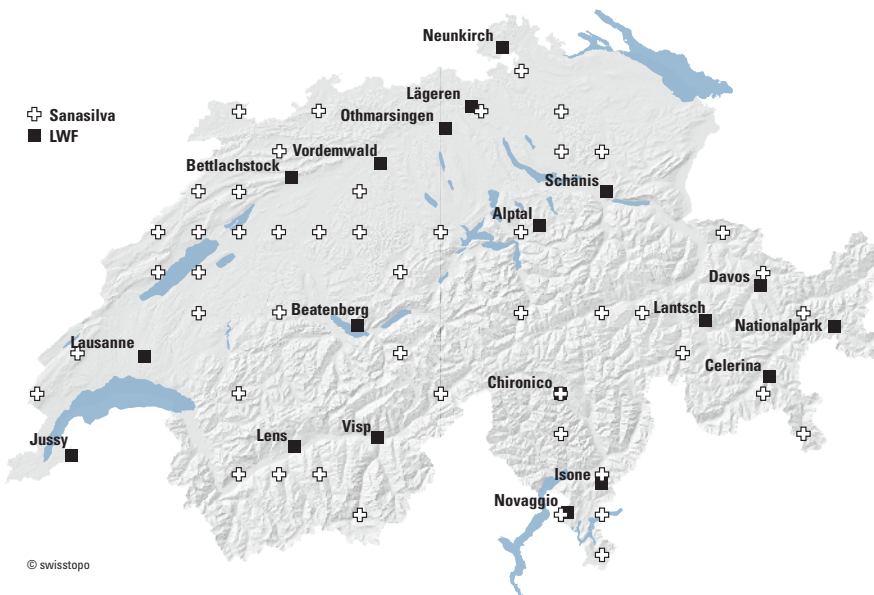 Neunkirch
Sanasilva
LWF
Lägeren
Othmarsingen
Vordemwald
Bettlachstock
Schänis
Alptal
Davos
Beatenberg
Lantsch
Nationalpark
Lausanne
Celerina
Chironico
Jussy
Lens
Visp
Isone
Novaggio
© swisstopo